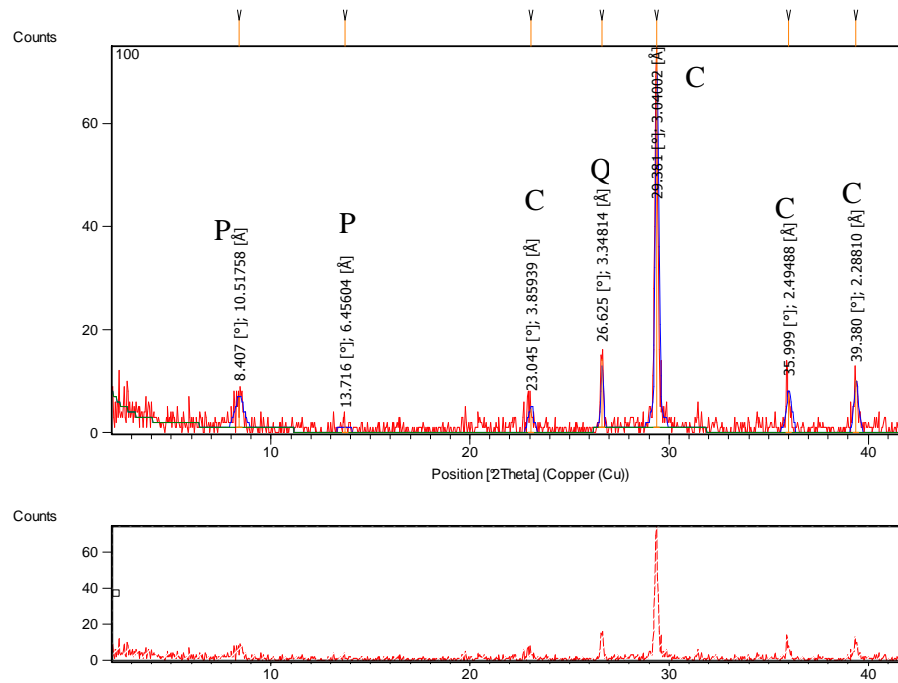 Counts
100
60
40
20
0
P
8.407 [°]; 10.51758 [Å]
P
13.716 [°]; 6.45604 [Å]
C
23.045 [°]; 3.85939 [Å]
Q
26.625 [°]; 3.34814 [Å]
29.381 [°]; 3.04002 [Å]
C
C
35.999 [°]; 2.49488 [Å]
C
39.380 [°]; 2.28810 [Å]
10
20
30
40
Position [°2Theta] (Copper (Cu))
Counts
60
40
20
0
10
20
30
40